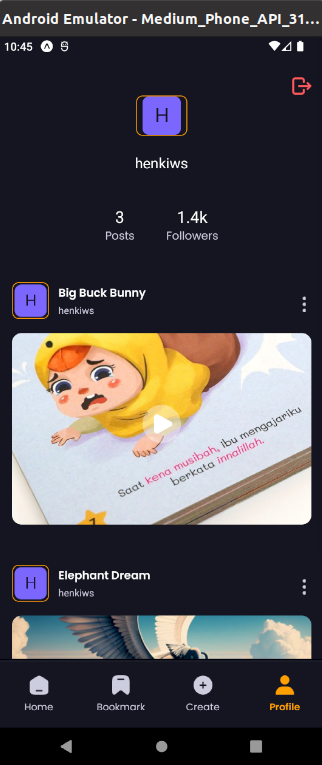 Android Emulator - Medium_Phone_API_31...
10:45
H
henkiws
3
1.4k
Posts
Followers
H
Big Buck Bunny
henkiws
Saat kena musibah, ibu mengajariku
berkata innalillah.
1
H
Elephant Dream
henkiws
Home
Bookmark
Create
Profile